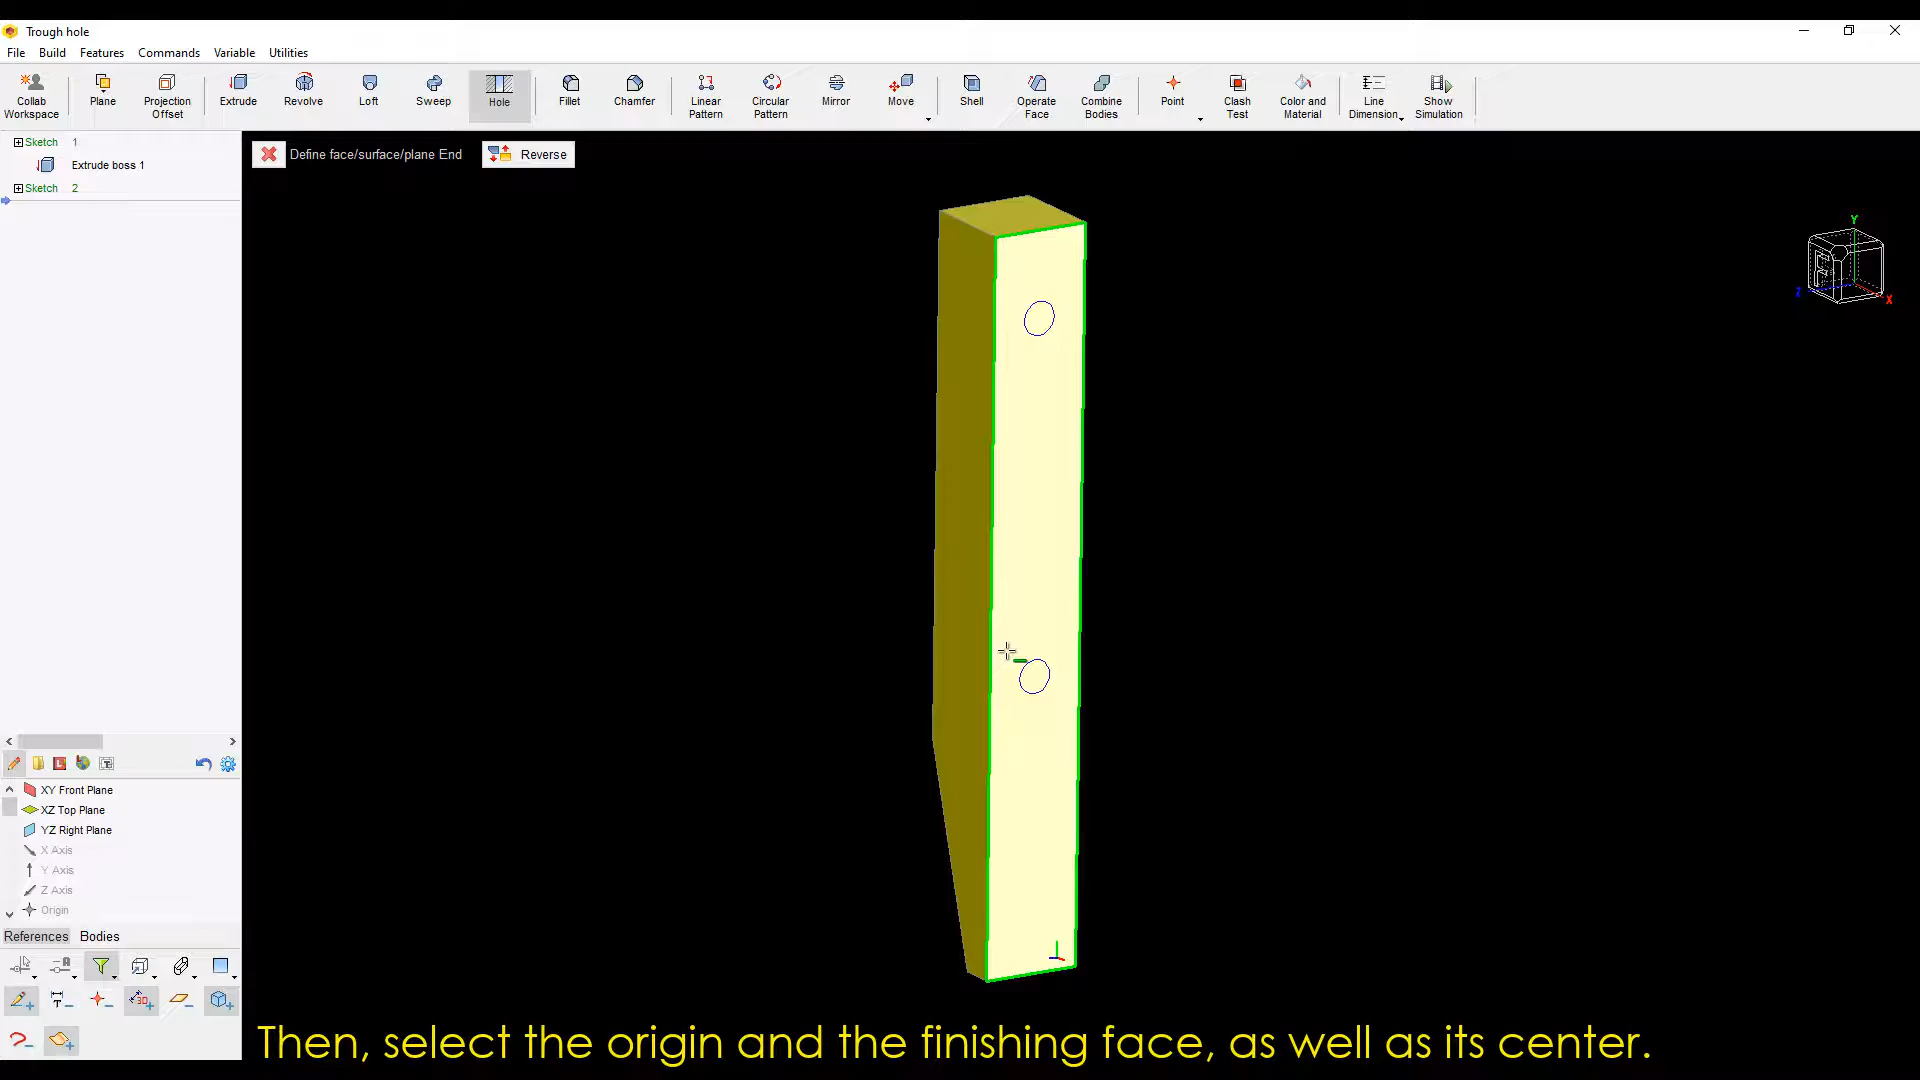 Trough hole
File Build Features Commands Variable Utilities
Collab Workspace
Plane
Projection Offset
Extrude
Revolve
Loft
Sweep
Hole
Fillet
Chamfer
Linear Pattern
Circular Pattern
Mirror
Move
Shell
Operate Face
Combine Bodies
Point
Clash Test
Color and Material
Line Dimension
Show Simulation
Sketch 1
Extrude boss 1
Sketch 2
Define face/surface/plane End
Reverse
Y
Z
X
XY Front Plane
XZ Top Plane
YZ Right Plane
X Axis
Y Axis
Z Axis
Origin
References Bodies
Then, select the origin and the finishing face, as well as its center.